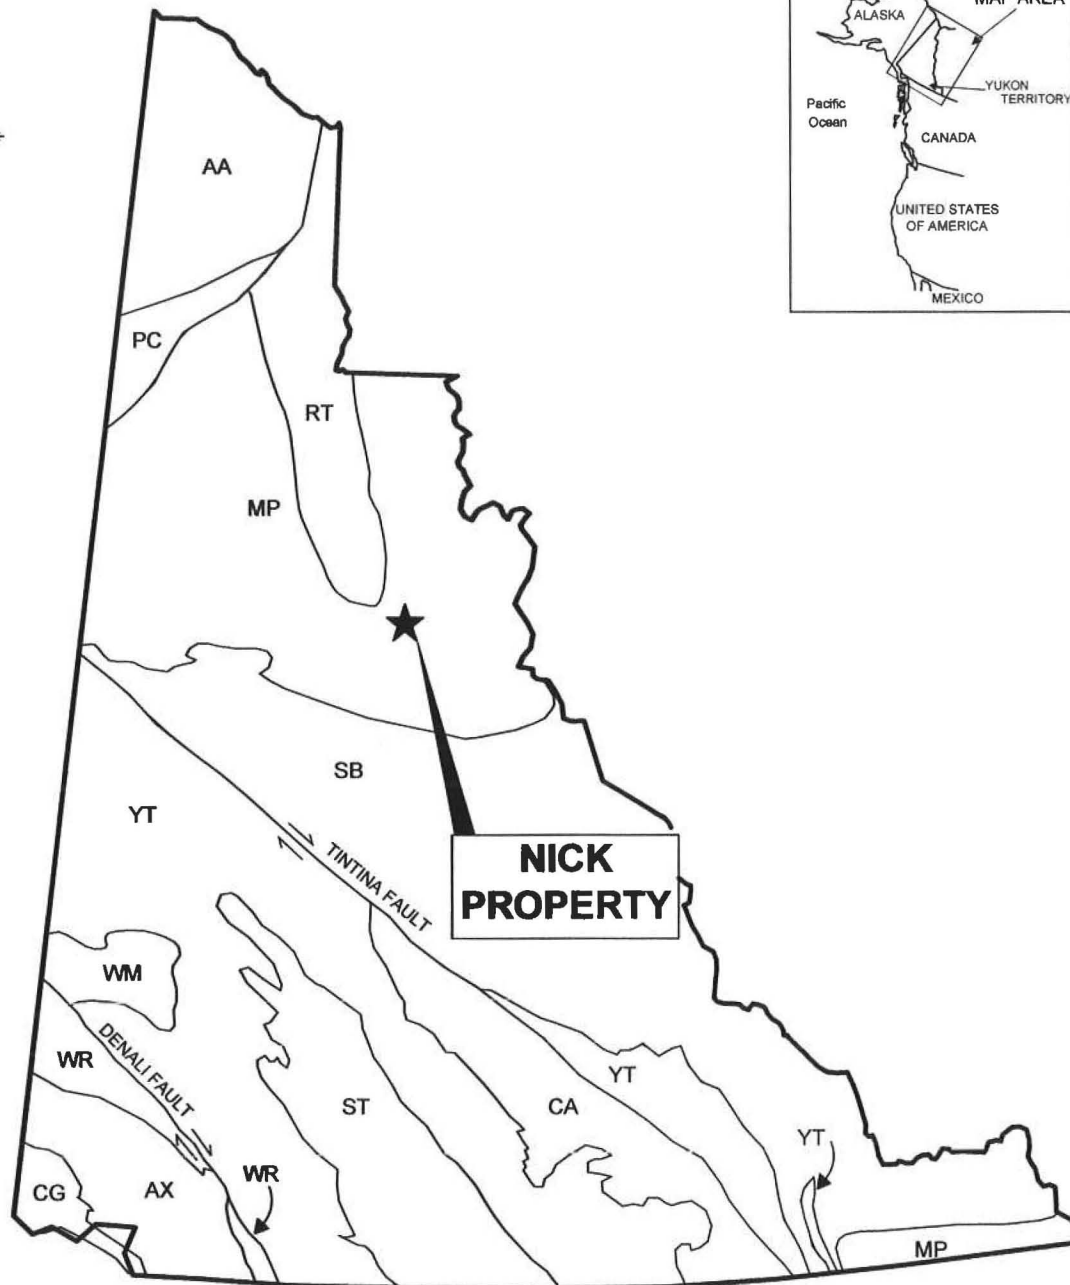 ALASKA
MAP AREA
YUKON
TERRITORY
Pacific
Ocean
CANADA
UNITED STATES
OF AMERICA
MEXICO
AA
PC
RT
MP
SB
YT
TINTINA FAULT
NICK
PROPERTY
WM
DENALI FAULT
WR
YT
ST
CA
YT
WR
CG
AX
MP